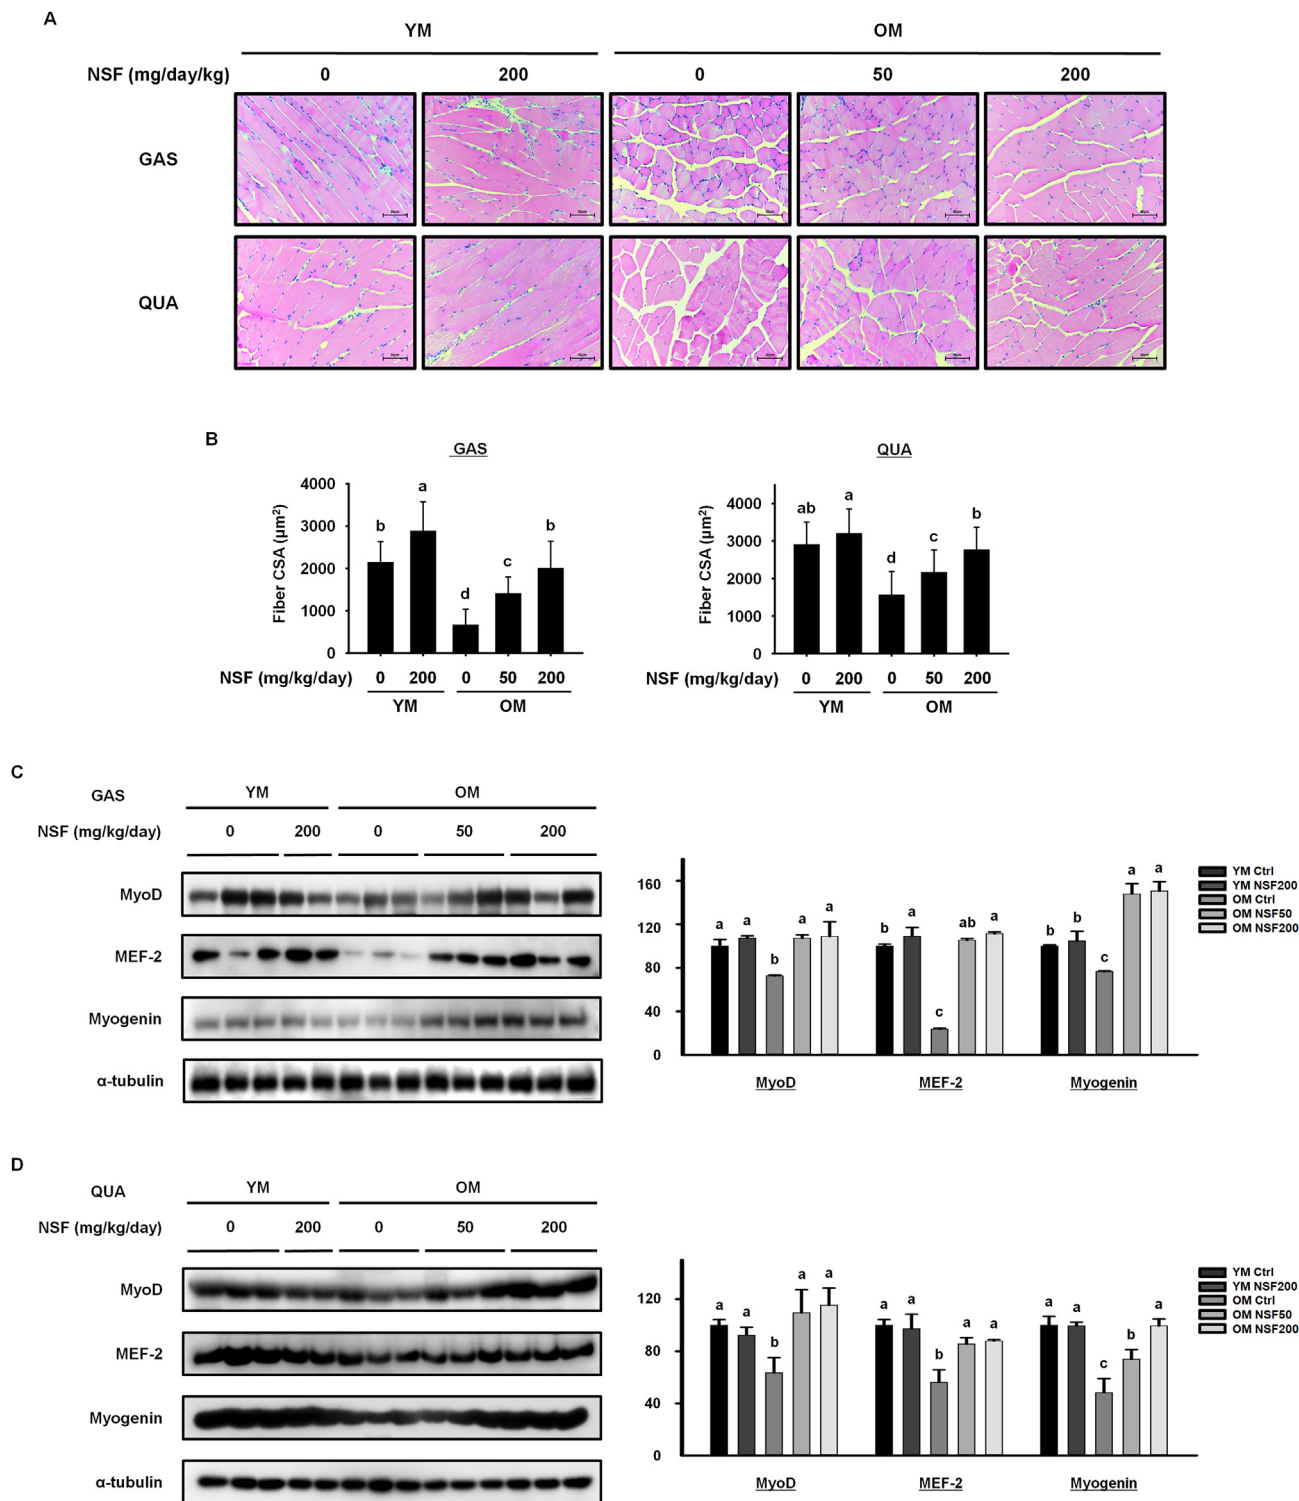 A
YM OM
NSF (mg/day/kg) 0 200 0 50 200
GAS
QUA
B
GAS
Fiber CSA (μm²)
4000
3000
2000
1000
0
b a d c b
NSF (mg/kg/day) 0 200 0 50 200
YM OM
QUA
Fiber CSA (μm²)
4000
3000
2000
1000
0
ab a d c b
NSF (mg/kg/day) 0 200 0 50 200
YM OM
C
GAS YM OM
NSF (mg/kg/day) 0 200 0 50 200
MyoD
MEF-2
Myogenin
α-tubulin
160
120
80
40
0
a a b a a
b a c ab a
b b c a a
MyoD MEF-2 Myogenin
YM Ctrl
YM NSF200
OM Ctrl
OM NSF50
OM NSF200
D
QUA YM OM
NSF (mg/kg/day) 0 200 0 50 200
MyoD
MEF-2
Myogenin
α-tubulin
120
80
40
0
a a b a a
a a b a a
a a c b a
MyoD MEF-2 Myogenin
YM Ctrl
YM NSF200
OM Ctrl
OM NSF50
OM NSF200